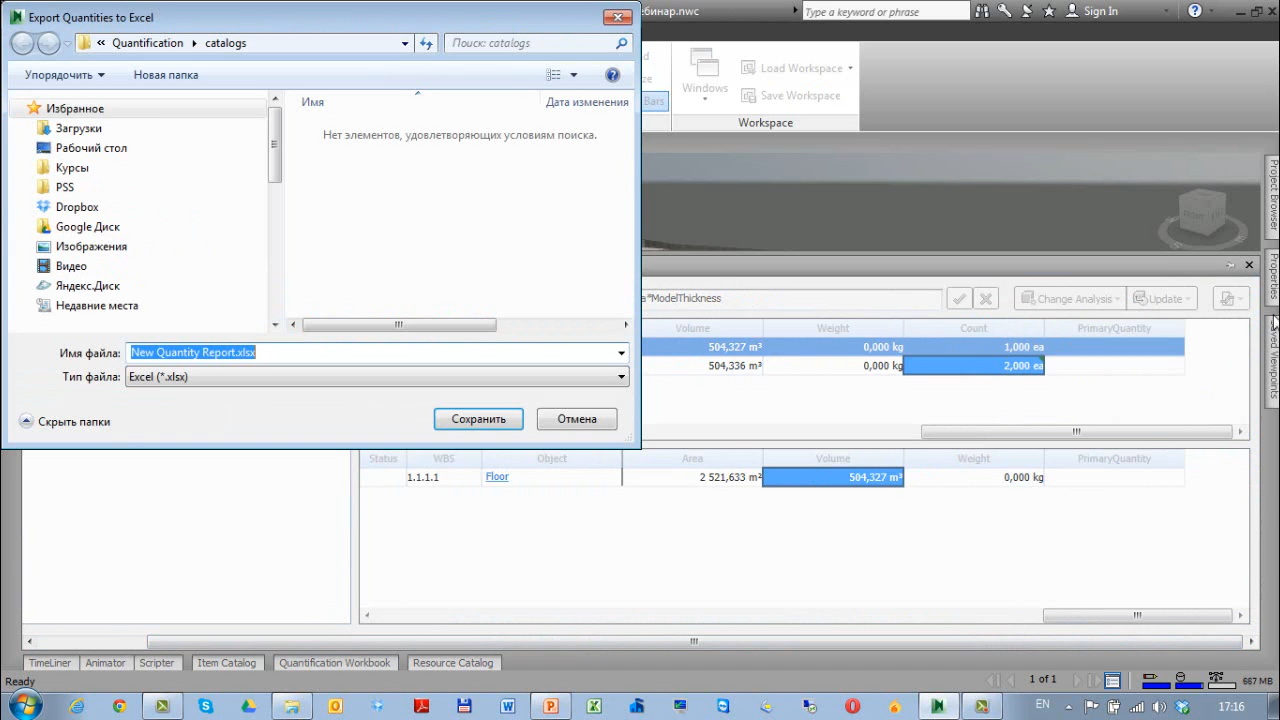 Export Quantities to Excel
Quantification
catalogs
Поиск: catalogs
Упорядочить
Новая папка
Имя
Дата изменения
Нет элементов, удовлетворяющих условиям поиска.
Избранное
Загрузки
Рабочий стол
Курсы
PSS
Dropbox
Google Диск
Изображения
Видео
Яндекс.Диск
Недавние места
Имя файла:
New Quantity Report.xlsx
Тип файла:
Excel (*.xlsx)
Скрыть папки
Сохранить
Отмена
Type a keyword or phrase
Sign In
Windows
Load Workspace
Save Workspace
Bars
Workspace
Project Browser
Properties
Saved Viewpoints
a*ModelThickness
Change Analysis
Update
Volume Weight Count PrimaryQuantity
504,327 m³ 0,000 kg 1,000 ea
504,336 m³ 0,000 kg 2,000 ea
Status WBS Object Area Volume Weight PrimaryQuantity
1.1.1.1 Floor 2 521,633 m² 504,327 m³ 0,000 kg
TimeLiner Animator Scripter Item Catalog Quantification Workbook Resource Catalog
Ready
1 of 1
667 MB
EN
17:16